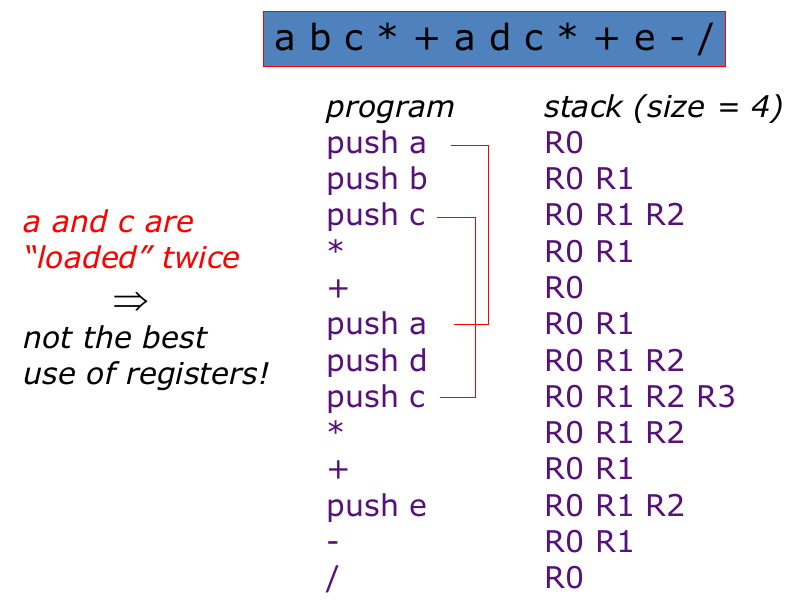 a b c * + a d c * + e - /
program stack (size = 4)
push a R0
push b R0 R1
push c R0 R1 R2
* R0 R1
+ R0
push a R0 R1
push d R0 R1 R2
push c R0 R1 R2 R3
* R0 R1 R2
+ R0 R1
push e R0 R1 R2
- R0 R1
/ R0
a and c are
“loaded” twice
⇒
not the best
use of registers!